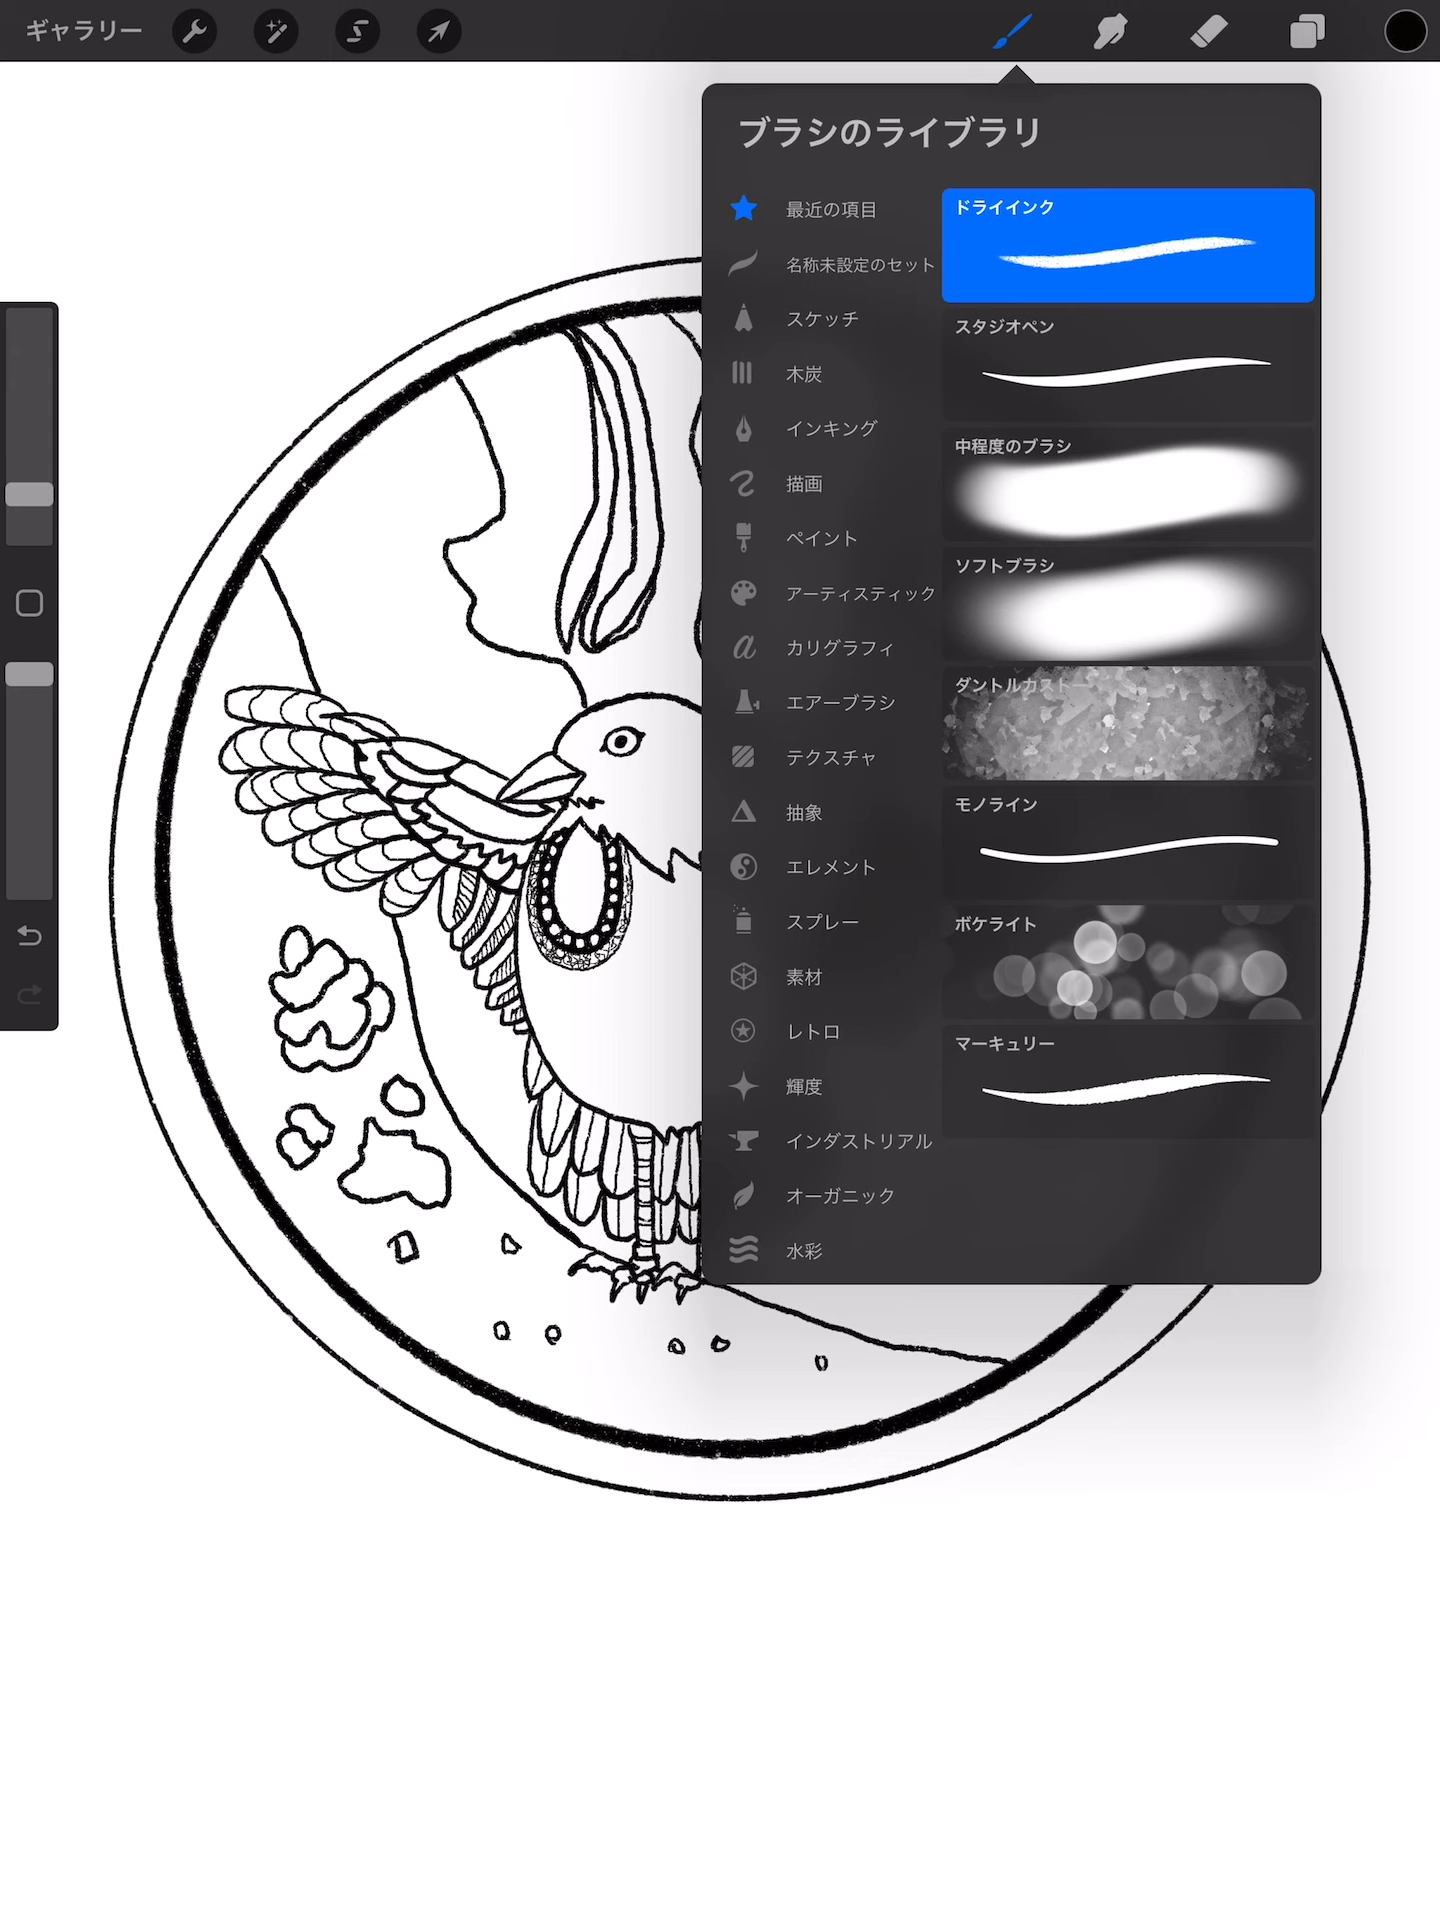 ギャラリー
ブラシのライブラリ
最近の項目
名称未設定のセット
スケッチ
木炭
インキング
描画
ペイント
アーティスティック
カリグラフィ
エアーブラシ
テクスチャ
抽象
エレメント
スプレー
素材
レトロ
輝度
インダストリアル
オーガニック
水彩
ドライインク
スタジオペン
中程度のブラシ
ソフトブラシ
ダントルカストー
モノライン
ボケライト
マーキュリー